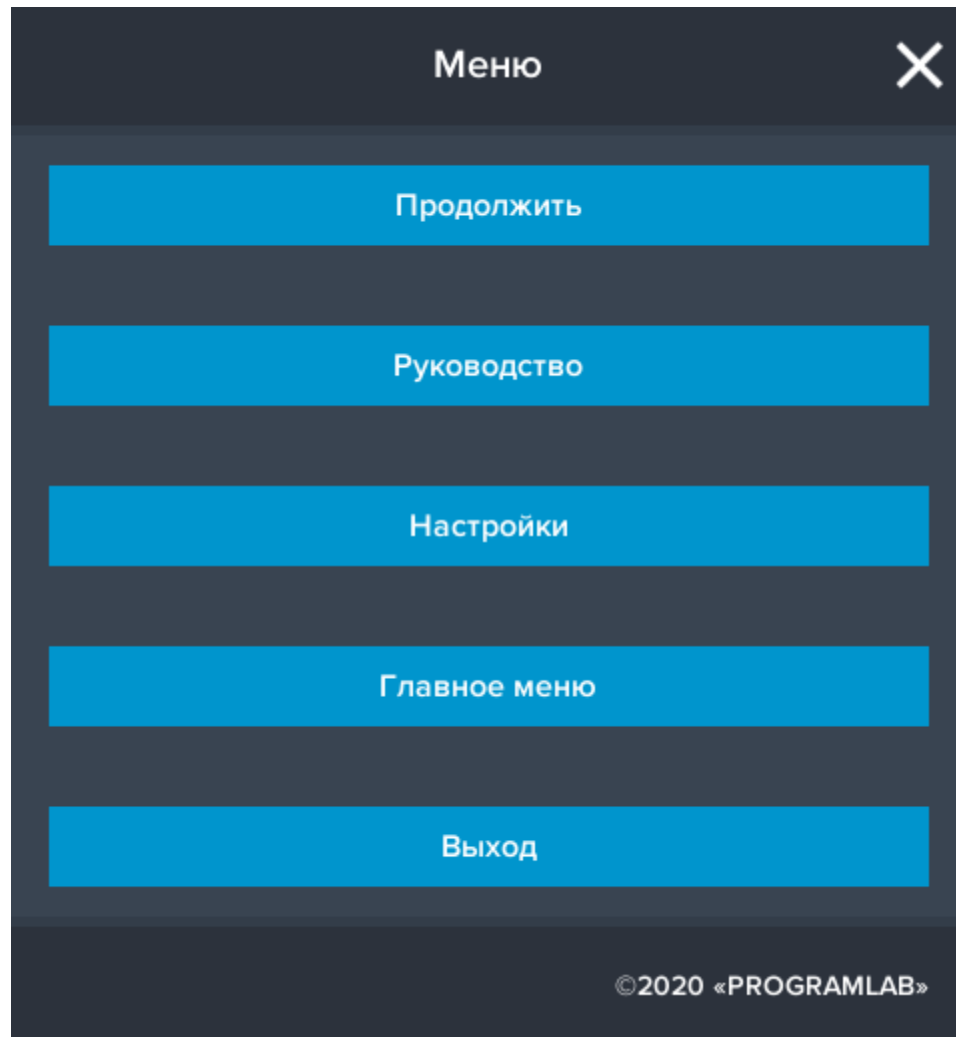 Меню
Продолжить
Руководство
Настройки
Главное меню
Выход
©2020 «PROGRAMLAB»